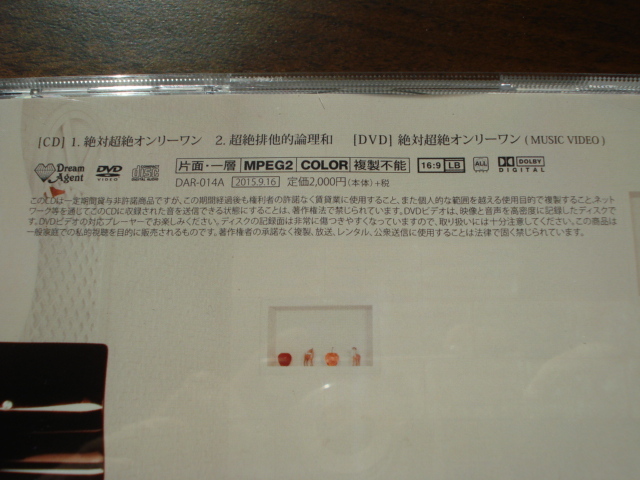 [CD] 1. 絶対超絶オンリーワン 2. 超絶排他的論理和 [DVD] 絶対超絶オンリーワン ( MUSIC VIDEO )
Dream Agent DVD VIDEO COMPACT disc 片面・一層 MPEG2 COLOR 複製不能 16:9 LB ALL DOLBY DIGITAL
DAR-014A 2015.9.16 定価2,000円(本体)+税
このCDは一定期間貸与非許諾商品ですが、この期間経過後も権利者の許諾なく賃貸業に使用すること、また個人的な範囲を越える使用目的で複製すること、ネット
ワーク等を通じてこのCDに収録された音を送信できる状態にすることは、著作権法で禁じられています。DVDビデオは、映像と音声を高密度に記録したディスクで
す。DVDビデオの対応プレーヤーでお楽しみください。ディスクの記録面は非常に傷つきやすくなっていますので、取り扱いには十分注意してください。この商品は
一般家庭での私的視聴を目的に販売されるものです。著作権者の承諾なく複製、放送、レンタル、公衆送信に使用することは法律で固く禁じられています。